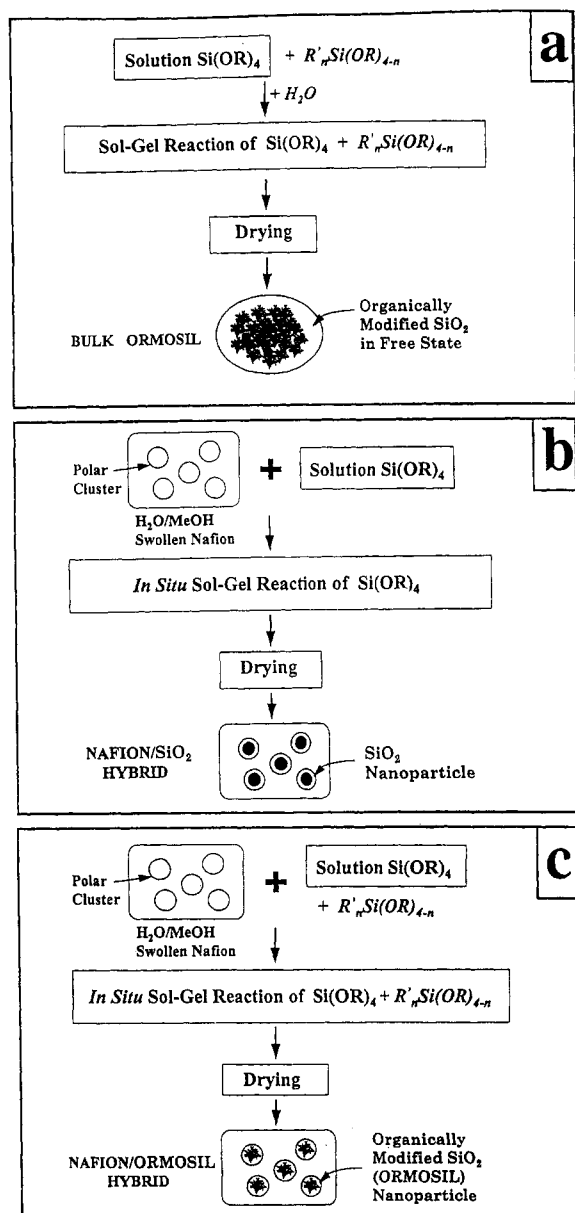 a
Solution Si(OR)₄ + R'ₙSi(OR)₄₋ₙ
+ H₂O
Sol-Gel Reaction of Si(OR)₄ + R'ₙSi(OR)₄₋ₙ
Drying
BULK ORMOSIL
Organically
Modified SiO₂
in Free State
b
Polar
Cluster
+
Solution Si(OR)₄
H₂O/MeOH
Swollen Nafion
In Situ Sol-Gel Reaction of Si(OR)₄
Drying
NAFION/SiO₂
HYBRID
SiO₂
Nanoparticle
c
Polar
Cluster
+
Solution Si(OR)₄
+ R'ₙSi(OR)₄₋ₙ
H₂O/MeOH
Swollen Nafion
In Situ Sol-Gel Reaction of Si(OR)₄ + R'ₙSi(OR)₄₋ₙ
Drying
NAFION/ORMOSIL
HYBRID
Organically
Modified SiO₂
(ORMOSIL)
Nanoparticle